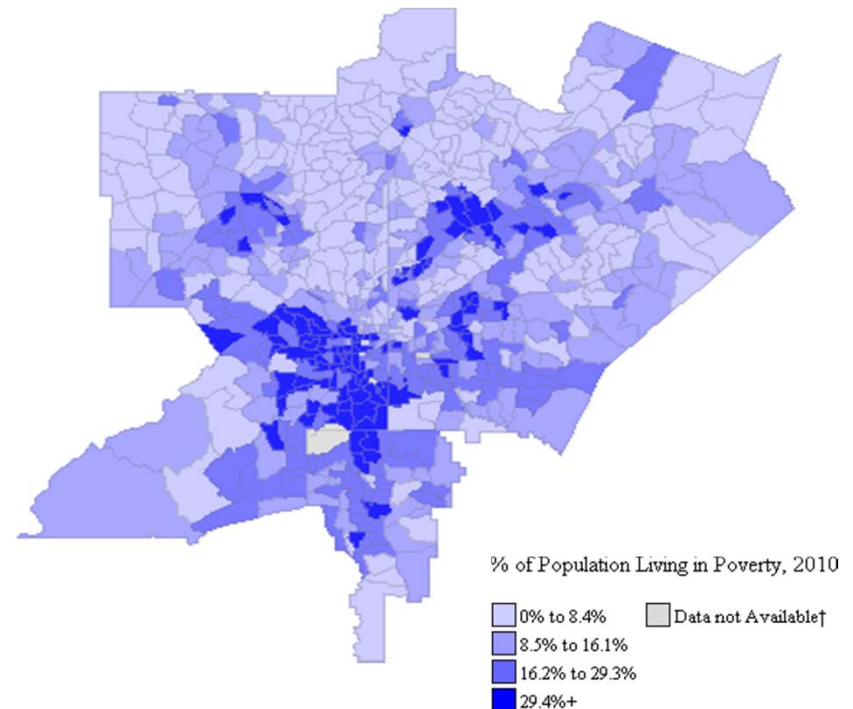 % of Population Living in Poverty, 2010
0% to 8.4%
Data not Available†
8.5% to 16.1%
16.2% to 29.3%
29.4%+